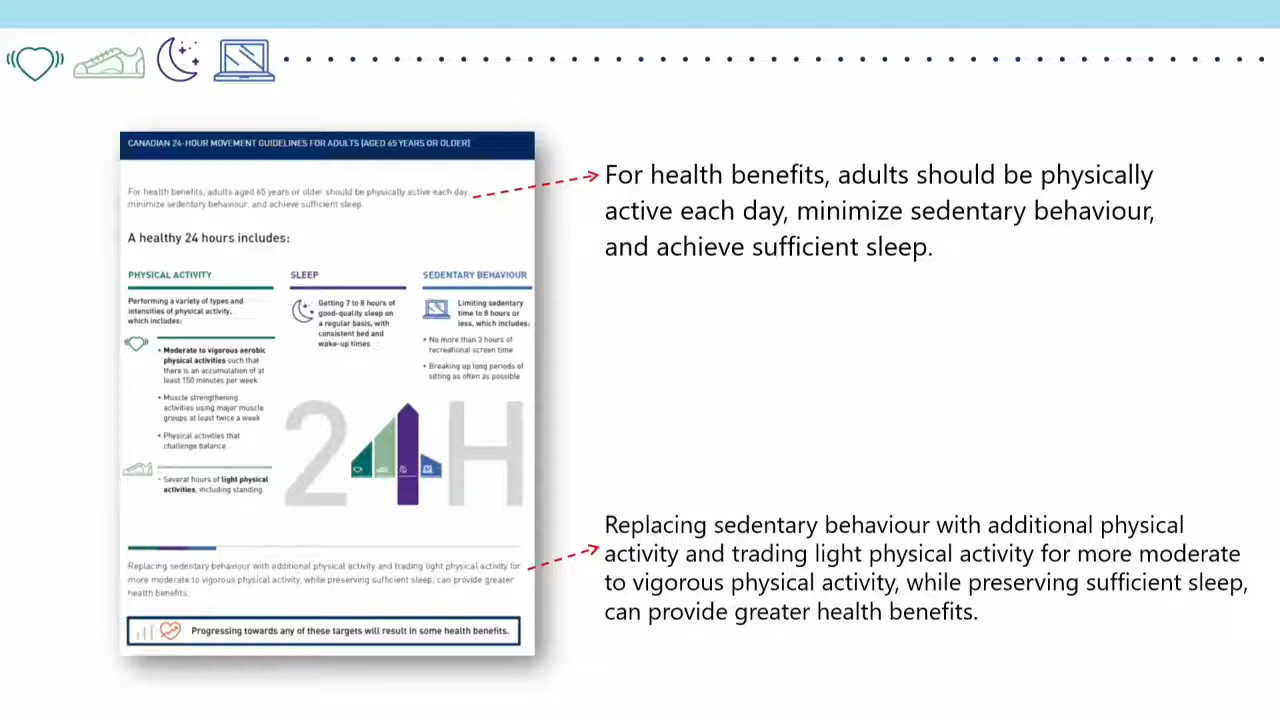 CANADIAN 24-HOUR MOVEMENT GUIDELINES FOR ADULTS (AGED 65 YEARS OR OLDER)
For health benefits, adults aged 65 years or older should be physically active each day,
minimize sedentary behaviour, and achieve sufficient sleep.
A healthy 24 hours includes:
PHYSICAL ACTIVITY
Performing a variety of types and
intensities of physical activity,
which includes:
• Moderate to vigorous aerobic
physical activities such that
there is an accumulation of at
least 150 minutes per week
• Muscle strengthening
activities using major muscle
groups at least twice a week
• Physical activities that
challenge balance
• Several hours of light physical
activities, including standing
SLEEP
Getting 7 to 8 hours of
good-quality sleep on
a regular basis, with
consistent bed and
wake-up times
SEDENTARY BEHAVIOUR
Limiting sedentary
time to 8 hours or
less, which includes:
• No more than 3 hours of
recreational screen time
• Breaking up long periods of
sitting as often as possible
24H
Replacing sedentary behaviour with additional physical activity and trading light physical activity for
more moderate to vigorous physical activity, while preserving sufficient sleep, can provide greater
health benefits.
Progressing towards any of these targets will result in some health benefits.
For health benefits, adults should be physically
active each day, minimize sedentary behaviour,
and achieve sufficient sleep.
Replacing sedentary behaviour with additional physical
activity and trading light physical activity for more moderate
to vigorous physical activity, while preserving sufficient sleep,
can provide greater health benefits.